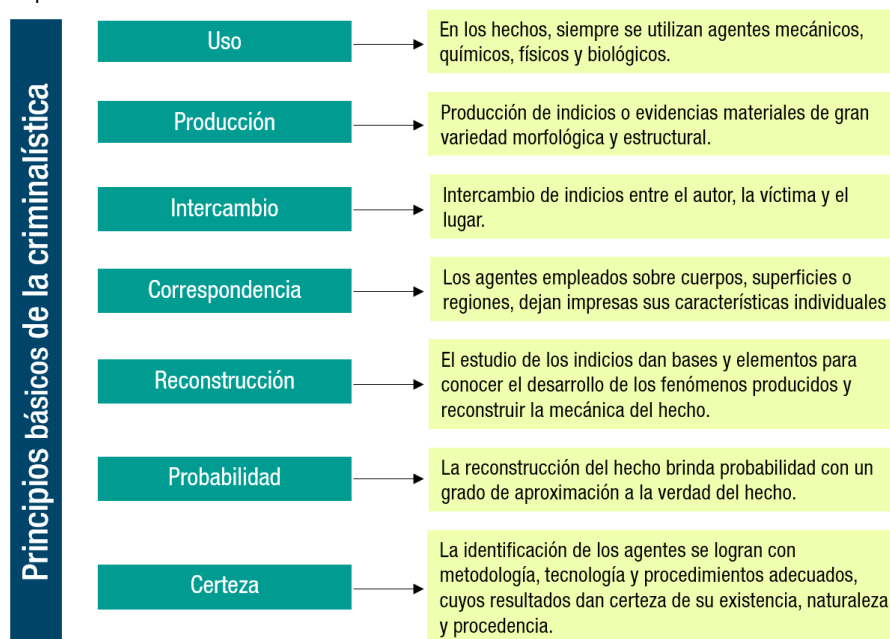 Principios básicos de la criminalística
Uso
En los hechos, siempre se utilizan agentes mecánicos,
químicos, físicos y biológicos.
Producción
Producción de indicios o evidencias materiales de gran
variedad morfológica y estructural.
Intercambio
Intercambio de indicios entre el autor, la víctima y el
lugar.
Correspondencia
Los agentes empleados sobre cuerpos, superficies o
regiones, dejan impresas sus características individuales
Reconstrucción
El estudio de los indicios dan bases y elementos para
conocer el desarrollo de los fenómenos producidos y
reconstruir la mecánica del hecho.
Probabilidad
La reconstrucción del hecho brinda probabilidad con un
grado de aproximación a la verdad del hecho.
Certeza
La identificación de los agentes se logran con
metodología, tecnología y procedimientos adecuados,
cuyos resultados dan certeza de su existencia, naturaleza
y procedencia.